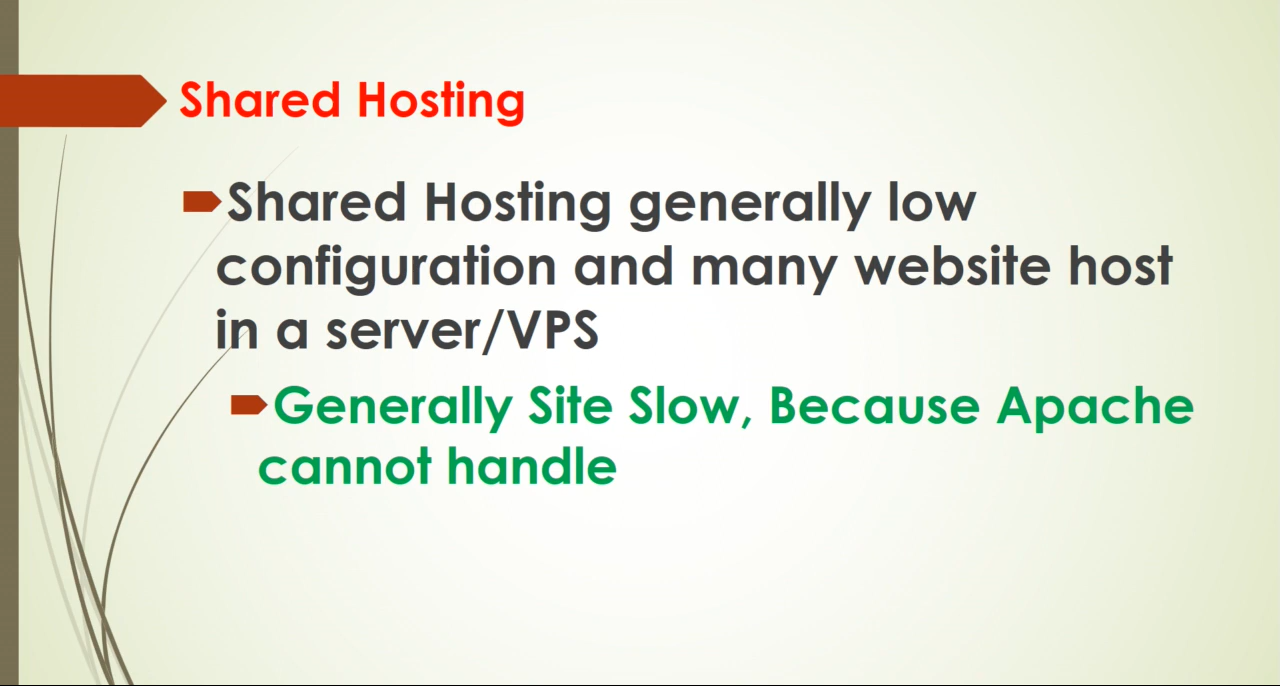 Shared Hosting
Shared Hosting generally low
configuration and many website host
in a server/VPS
Generally Site Slow, Because Apache
cannot handle